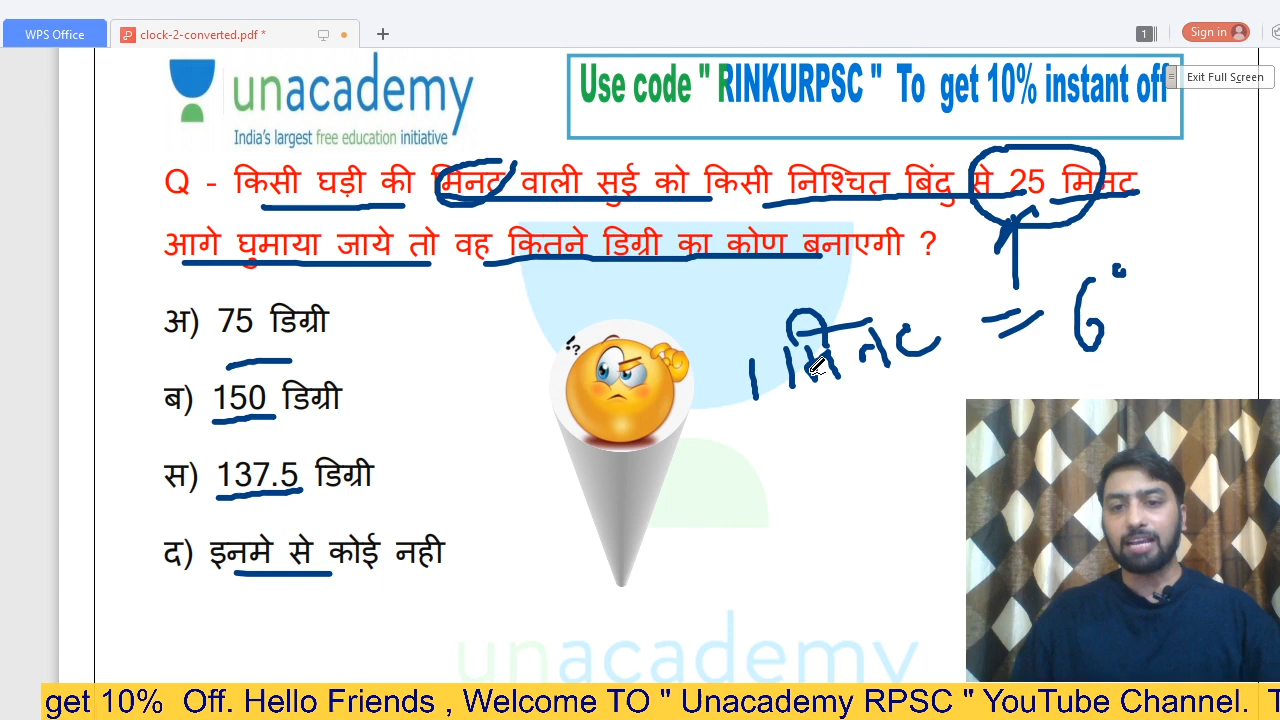 WPS Office
clock-2-converted.pdf *
1
Sign in
Exit Full Screen
unacademy
India's largest free education initiative
Use code " RINKURPSC " To get 10% instant off
Q - किसी घड़ी की मिनट वाली सुई को किसी निश्चित बिंदु से 25 मिनट
आगे घुमाया जाये तो वह कितने डिग्री का कोण बनाएगी ?
अ) 75 डिग्री
ब) 150 डिग्री
स) 137.5 डिग्री
द) इनमे से कोई नही
1 मिनट = 6°
?
unacademy
get 10% Off. Hello Friends , Welcome TO " Unacademy RPSC " YouTube Channel. T